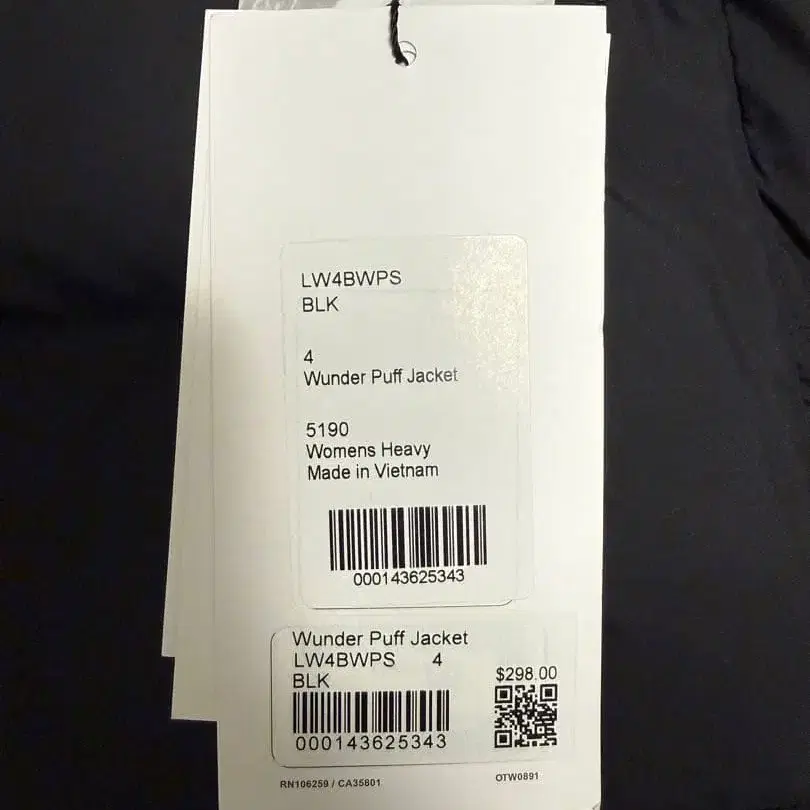 LW4BWPS
BLK
4
Wunder Puff Jacket
5190
Womens Heavy
Made in Vietnam
000143625343
Wunder Puff Jacket
LW4BWPS 4
BLK
$298.00
000143625343
RN106259 / CA35801
OTW0891